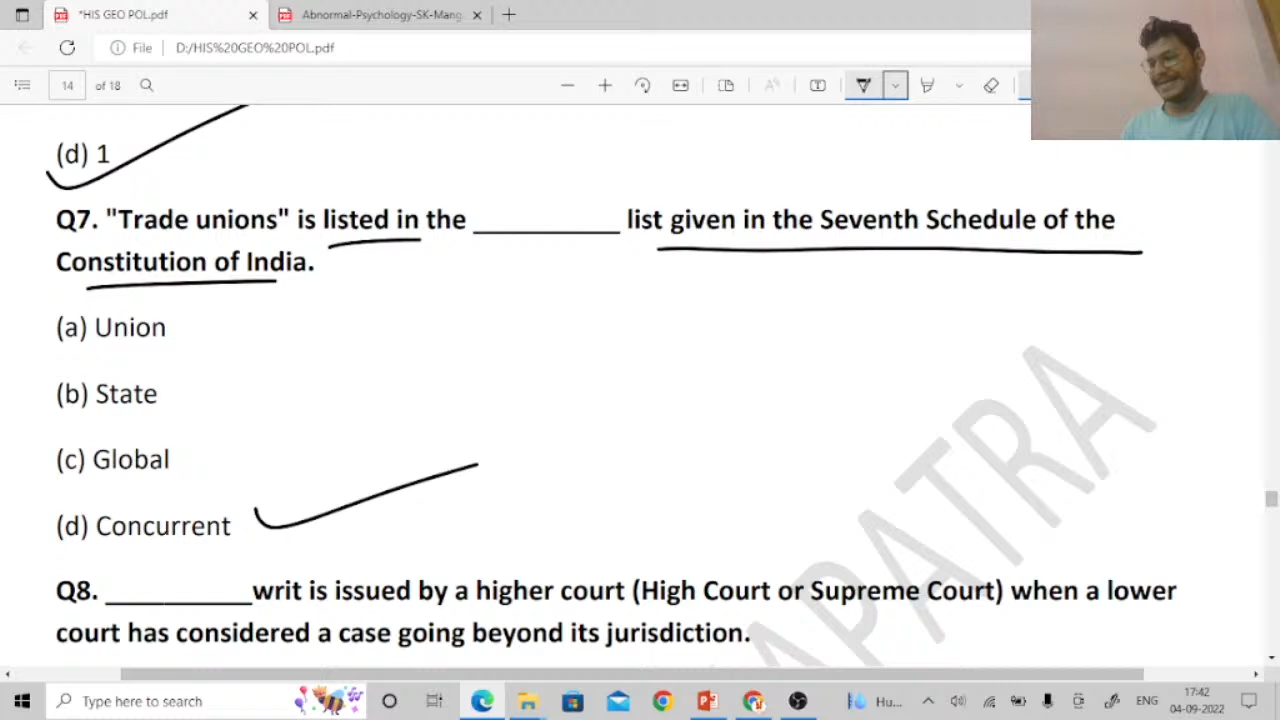 *HIS GEO POL.pdf
Abnormal-Psychology-SK-Mang
File
D:/HIS%20GEO%20POL.pdf
14
of 18
(d) 1
Q7. "Trade unions" is listed in the __________ list given in the Seventh Schedule of the
Constitution of India.
(a) Union
(b) State
(c) Global
(d) Concurrent
Q8. __________writ is issued by a higher court (High Court or Supreme Court) when a lower
court has considered a case going beyond its jurisdiction.
APATRA
Type here to search
Hu...
ENG
17:42
04-09-2022